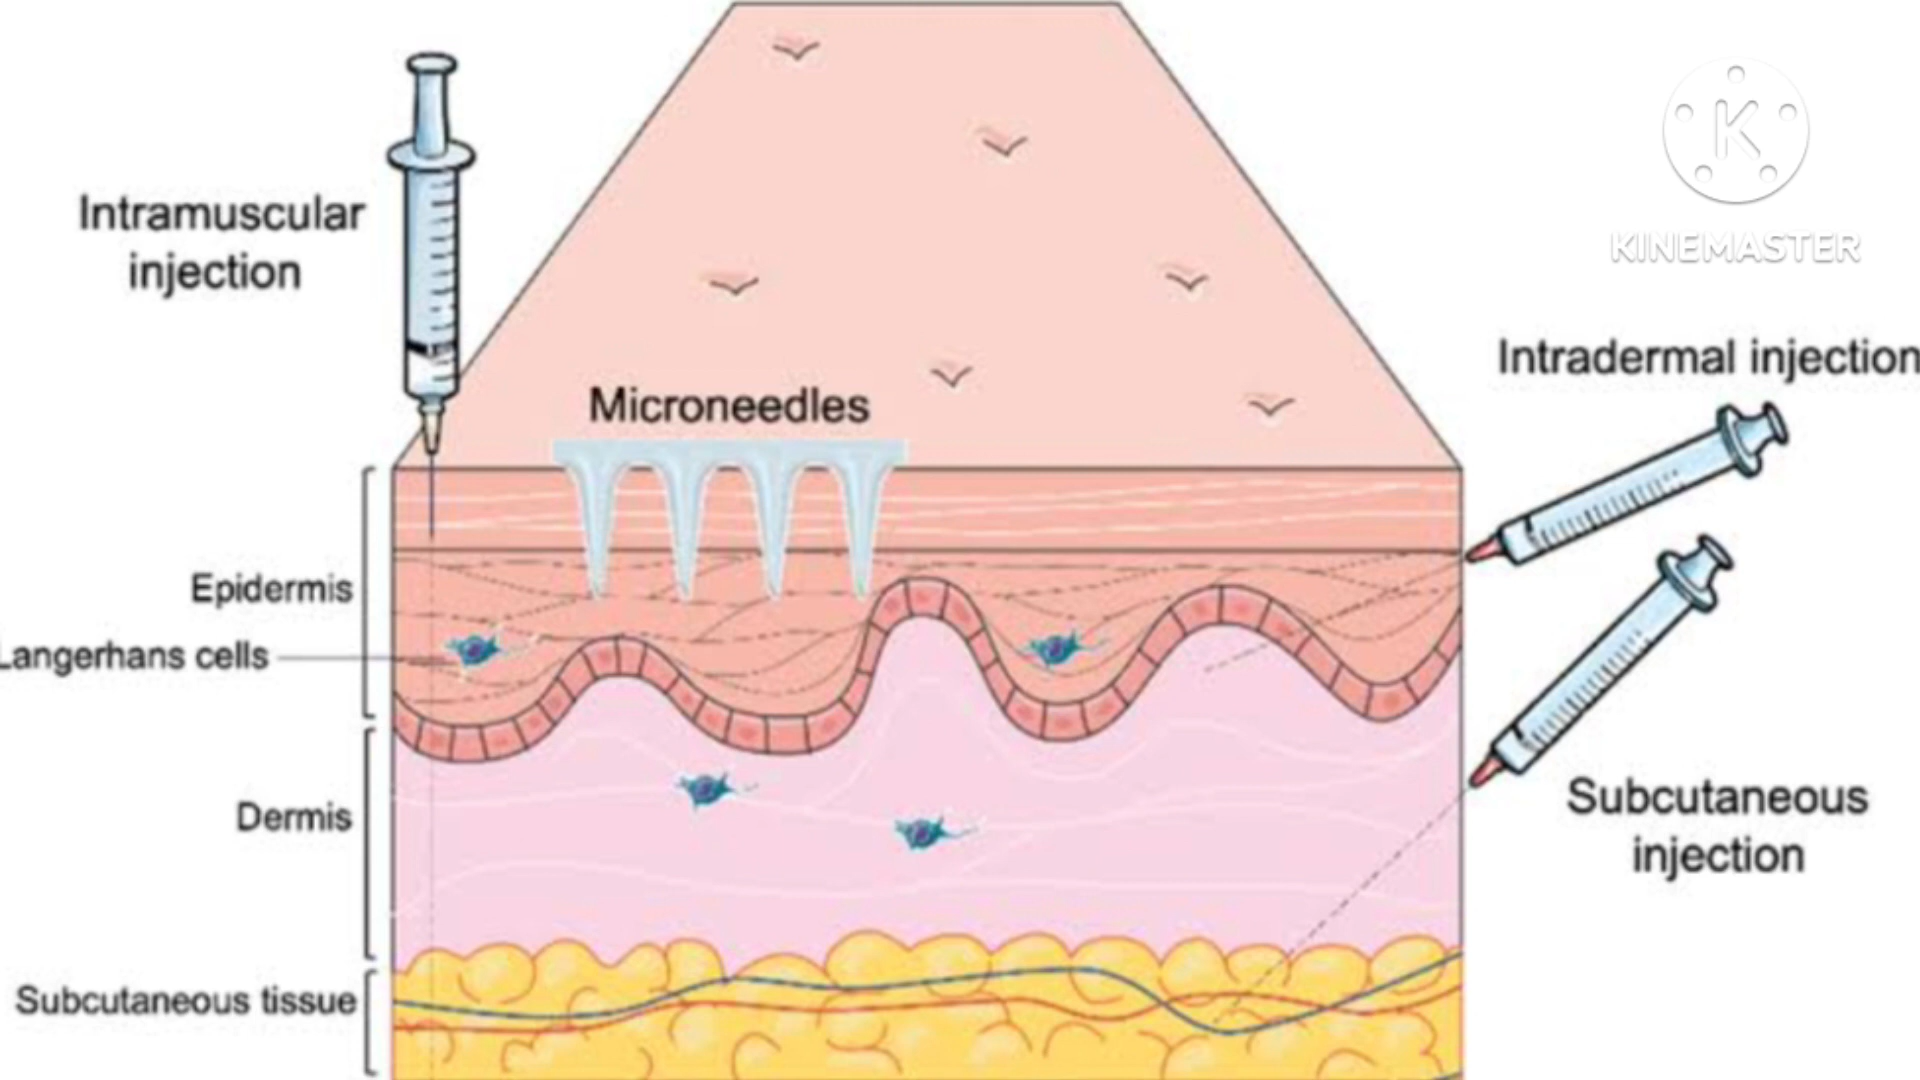 Intramuscular
injection
K
KINEMASTER
Intradermal injection
Microneedles
Epidermis
Langerhans cells
Dermis
Subcutaneous
injection
Subcutaneous tissue